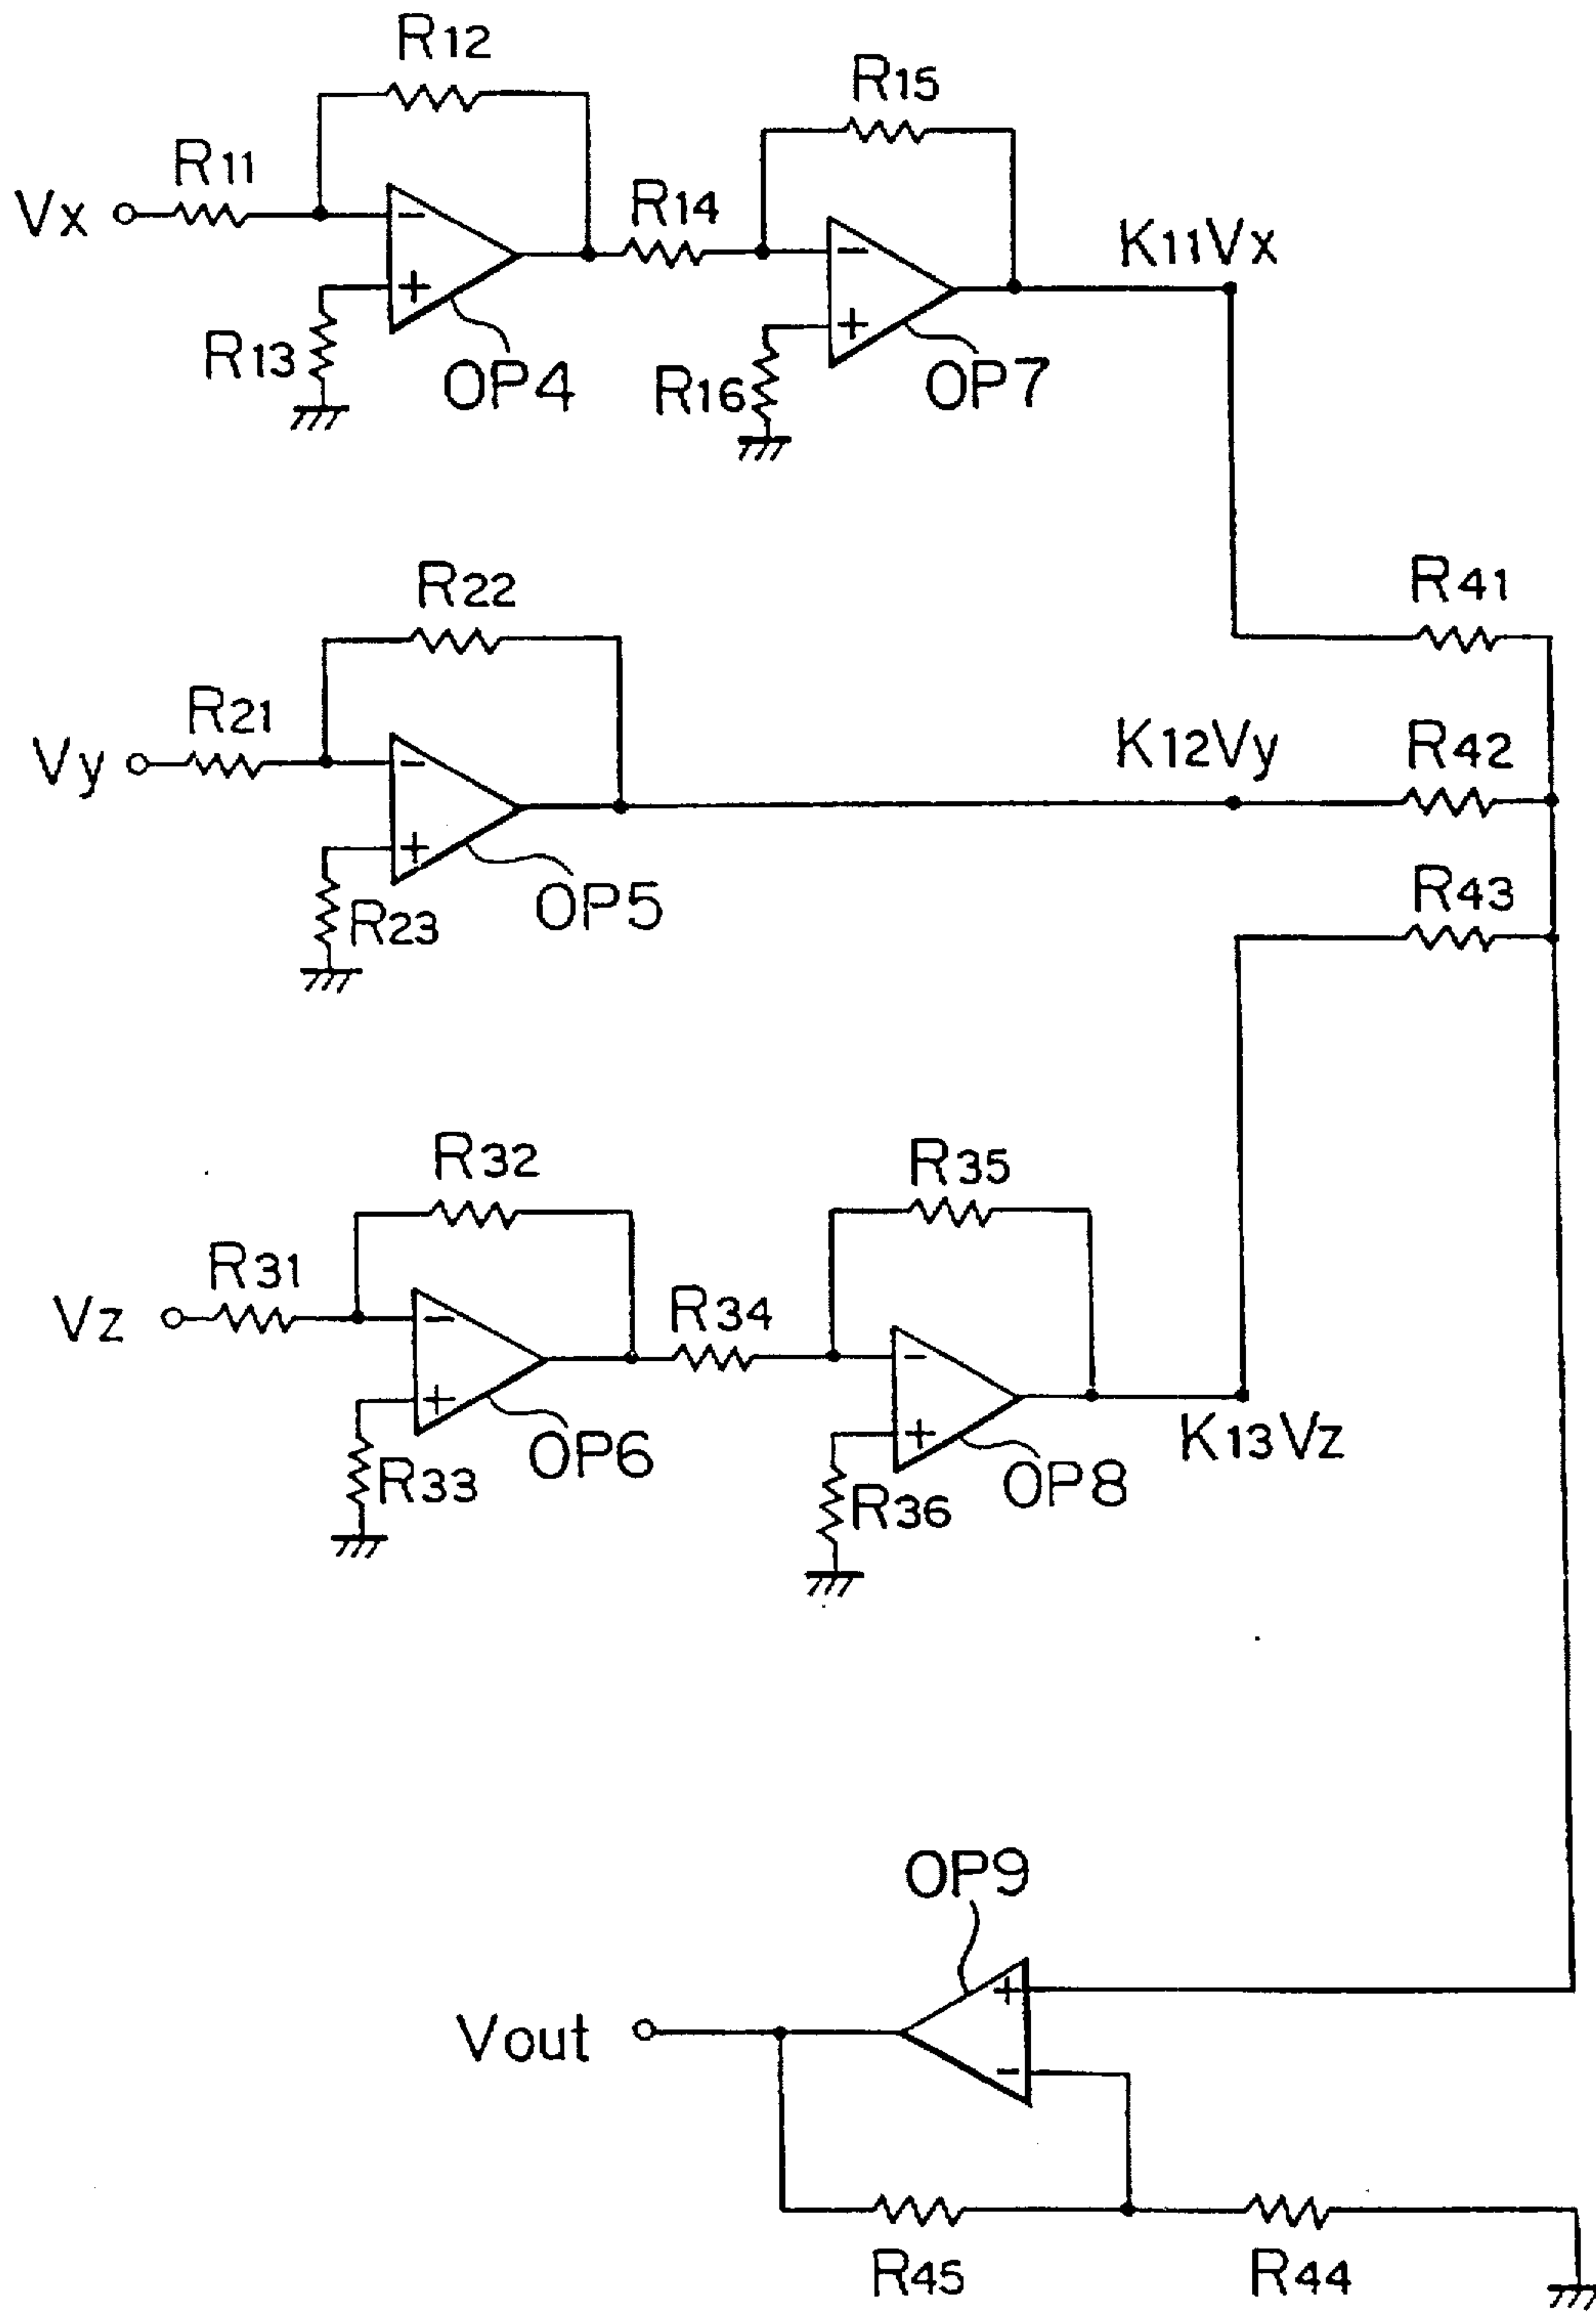 R12
R15
R11
R14
Vx
K11Vx
−
−
+
+
R13
OP4
R16
OP7
R22
R41
R21
K12Vy
R42
Vy
−
+
R23
OP5
R43
R32
R35
R31
R34
Vz
−
−
+
+
K13Vz
R33
OP6
R36
OP8
OP9
+
Vout
−
R45
R44